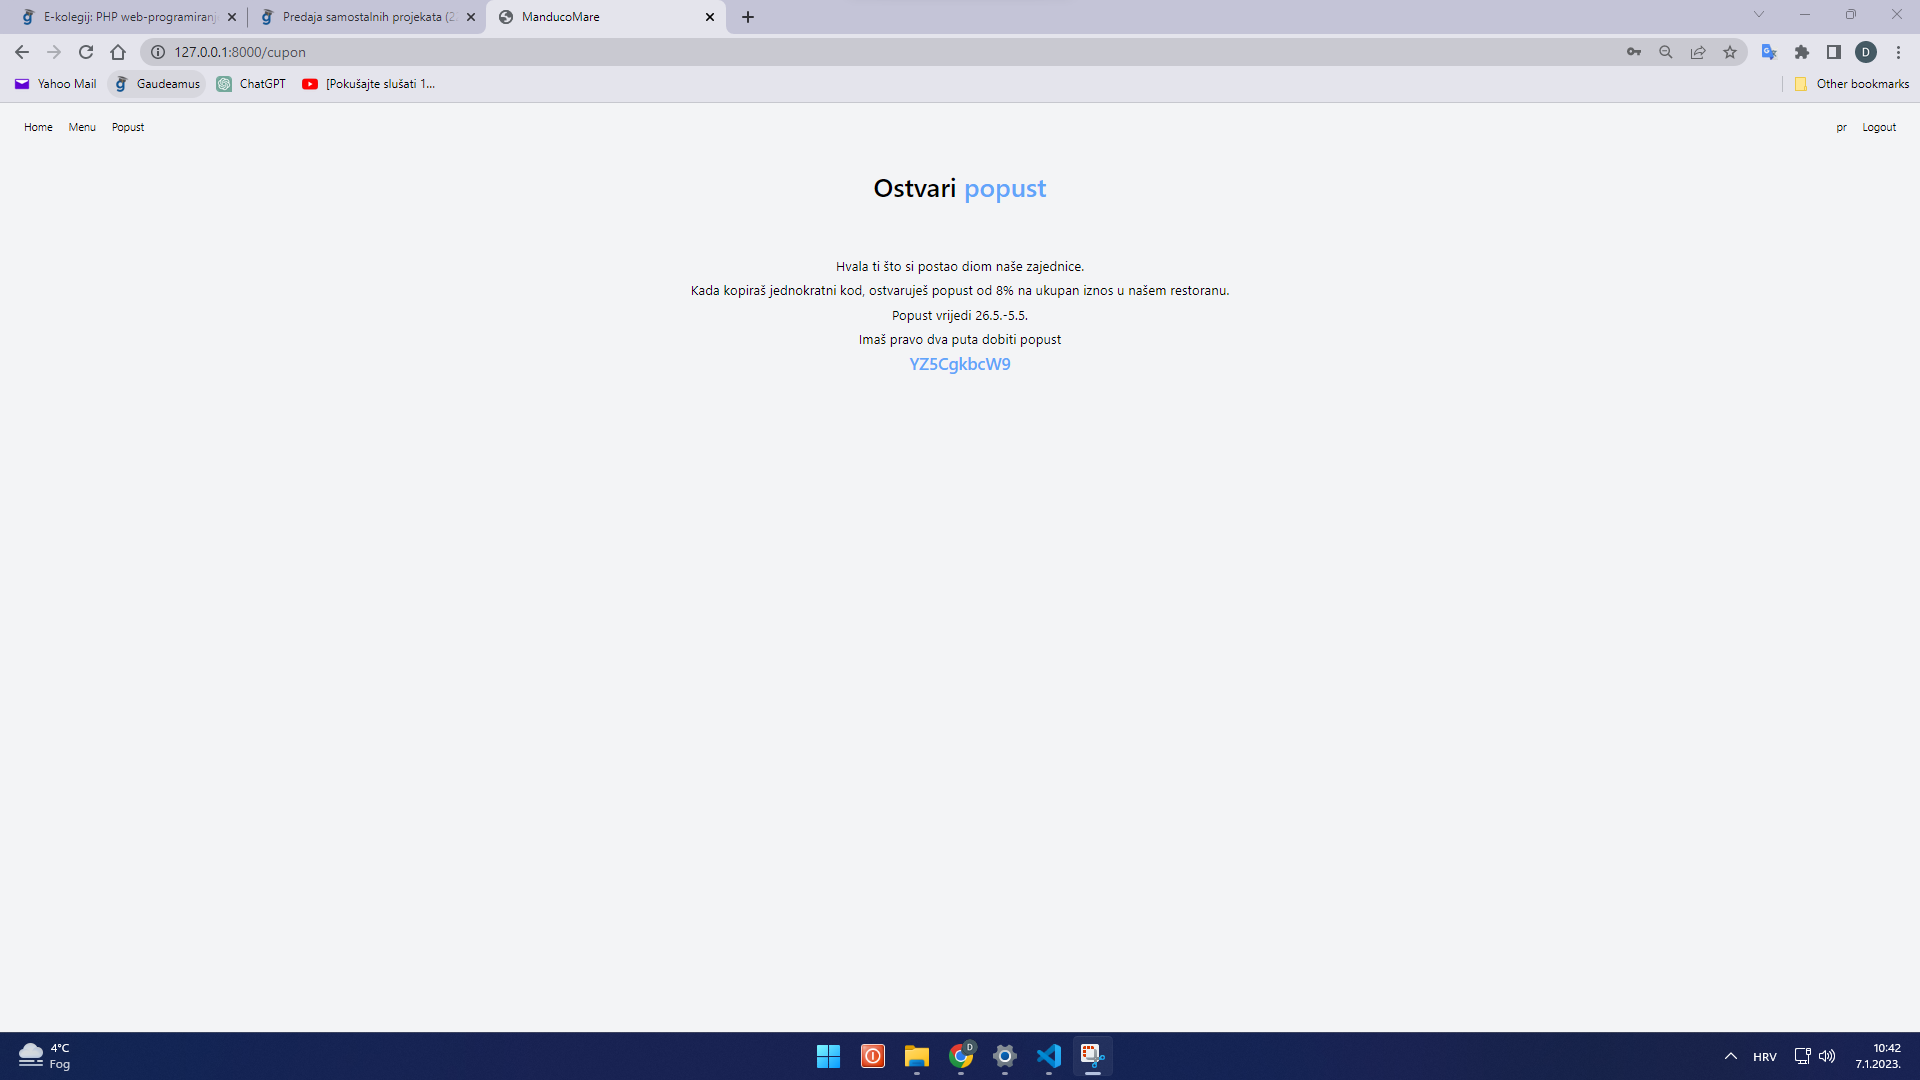 E-kolegij: PHP web-programiranj
Predaja samostalnih projekata (22
ManducoMare
127.0.0.1:8000/cupon
D
Yahoo Mail
Gaudeamus
ChatGPT
[Pokušajte slušati 1...
Other bookmarks
Home
Menu
Popust
pr
Logout
Ostvari popust
Hvala ti što si postao diom naše zajednice.
Kada kopiraš jednokratni kod, ostvaruješ popust od 8% na ukupan iznos u našem restoranu.
Popust vrijedi 26.5.-5.5.
Imaš pravo dva puta dobiti popust
YZ5CgkbcW9
4°C
Fog
D
HRV
10:42
7.1.2023.